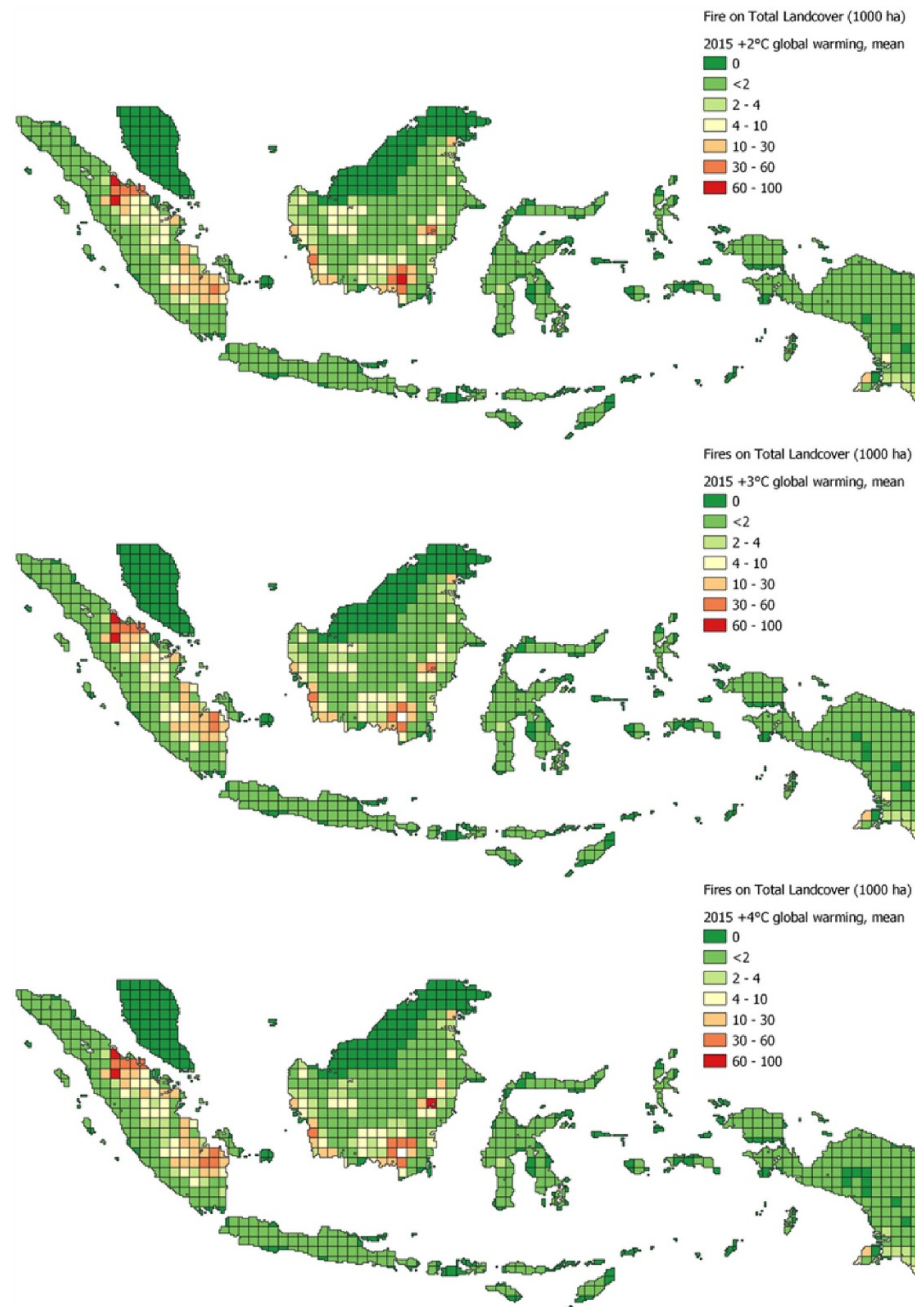 Fire on Total Landcover (1000 ha)
2015 +2°C global warming, mean
0
<2
2 - 4
4 - 10
10 - 30
30 - 60
60 - 100
Fires on Total Landcover (1000 ha)
2015 +3°C global warming, mean
0
<2
2 - 4
4 - 10
10 - 30
30 - 60
60 - 100
Fires on Total Landcover (1000 ha)
2015 +4°C global warming, mean
0
<2
2 - 4
4 - 10
10 - 30
30 - 60
60 - 100